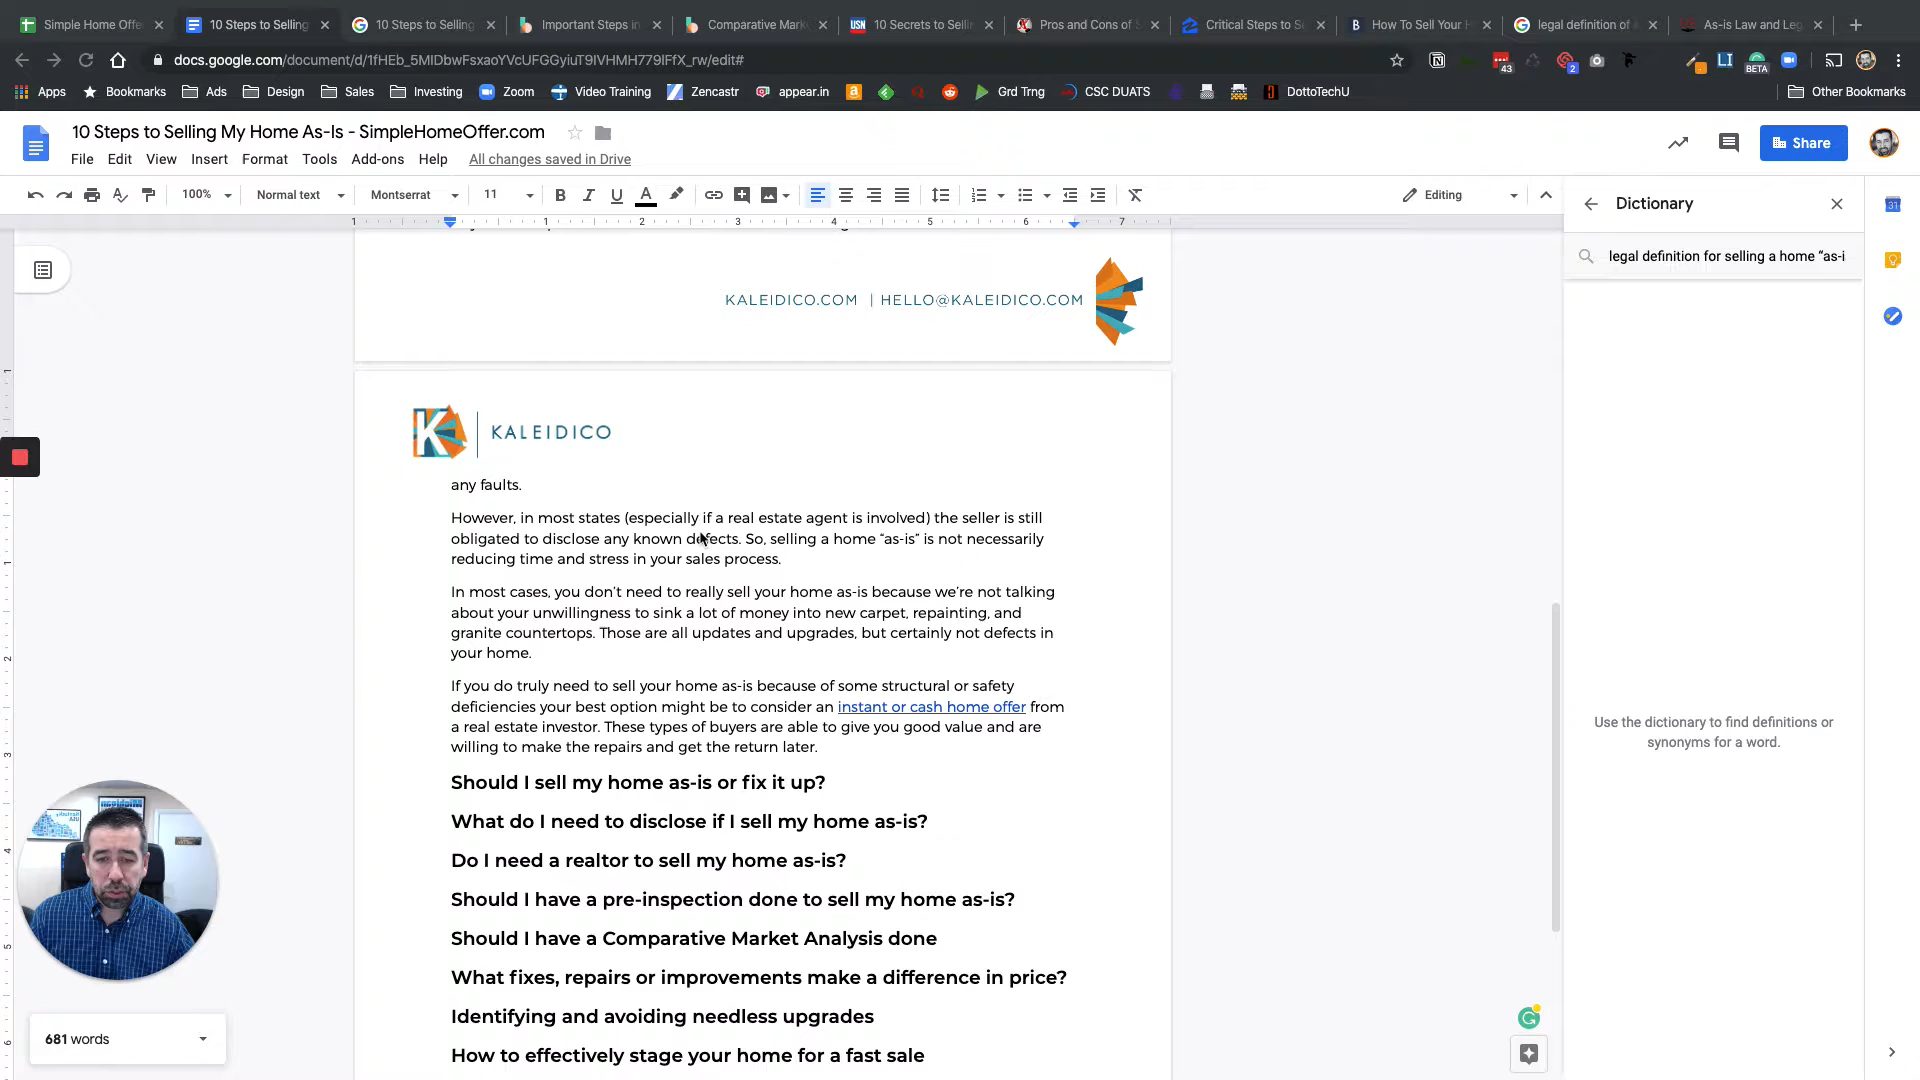 Simple Home Offe
10 Steps to Selling
10 Steps to Selling
Important Steps in
Comparative Mark
10 Secrets to Selli
Pros and Cons of S
Critical Steps to Se
How To Sell Your H
legal definition of
As-is Law and Leg
docs.google.com/document/d/1fHEb_5MIDbwFsxaoYVcUFGGyiuT9IVHMH779lFfX_rw/edit#
43
2
BETA
Apps
Bookmarks
Ads
Design
Sales
Investing
Zoom
Video Training
Zencastr
appear.in
Grd Trng
CSC DUATS
DottoTechU
Other Bookmarks
10 Steps to Selling My Home As-Is - SimpleHomeOffer.com
File Edit View Insert Format Tools Add-ons Help All changes saved in Drive
Share
100% Normal text Montserrat 11
Editing
Dictionary
legal definition for selling a home "as-i
KALEIDICO.COM | HELLO@KALEIDICO.COM
KALEIDICO
any faults.
However, in most states (especially if a real estate agent is involved) the seller is still
obligated to disclose any known defects. So, selling a home “as-is” is not necessarily
reducing time and stress in your sales process.
In most cases, you don’t need to really sell your home as-is because we’re not talking
about your unwillingness to sink a lot of money into new carpet, repainting, and
granite countertops. Those are all updates and upgrades, but certainly not defects in
your home.
If you do truly need to sell your home as-is because of some structural or safety
deficiencies your best option might be to consider an instant or cash home offer from
a real estate investor. These types of buyers are able to give you good value and are
willing to make the repairs and get the return later.
Should I sell my home as-is or fix it up?
What do I need to disclose if I sell my home as-is?
Do I need a realtor to sell my home as-is?
Should I have a pre-inspection done to sell my home as-is?
Should I have a Comparative Market Analysis done
What fixes, repairs or improvements make a difference in price?
Identifying and avoiding needless upgrades
How to effectively stage your home for a fast sale
Use the dictionary to find definitions or
synonyms for a word.
681 words